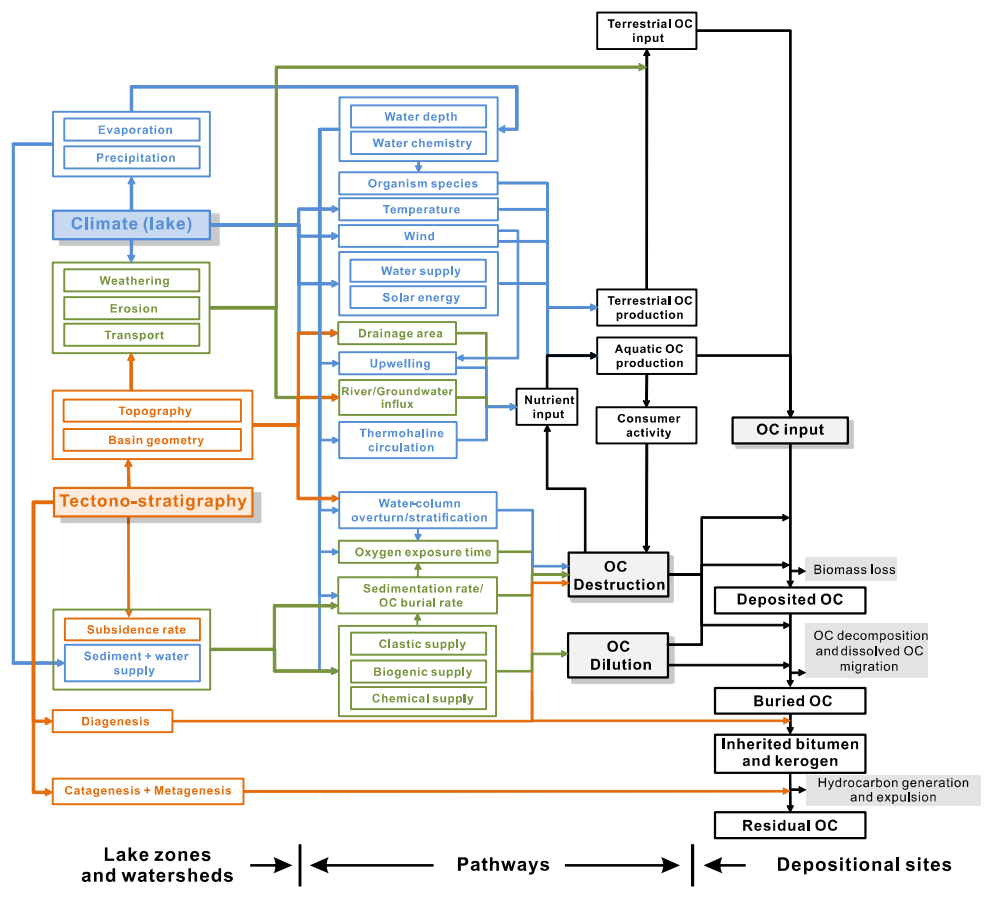 Terrestrial OC
input
Evaporation
Precipitation
Climate (lake)
Weathering
Erosion
Transport
Topography
Basin geometry
Tectono-stratigraphy
Subsidence rate
Sediment + water
supply
Diagenesis
Catagenesis + Metagenesis
Water depth
Water chemistry
Organism species
Temperature
Wind
Water supply
Solar energy
Drainage area
Upwelling
River/Groundwater
influx
Thermohaline
circulation
Water-column
overturn/stratification
Oxygen exposure time
Sedimentation rate/
OC burial rate
Clastic supply
Biogenic supply
Chemical supply
Nutrient
input
Terrestrial OC
production
Aquatic OC
production
Consumer
activity
OC
Destruction
OC
Dilution
OC input
Biomass loss
Deposited OC
OC decomposition
and dissolved OC
migration
Buried OC
Inherited bitumen
and kerogen
Hydrocarbon generation
and expulsion
Residual OC
Lake zones
and watersheds
Pathways
Depositional sites